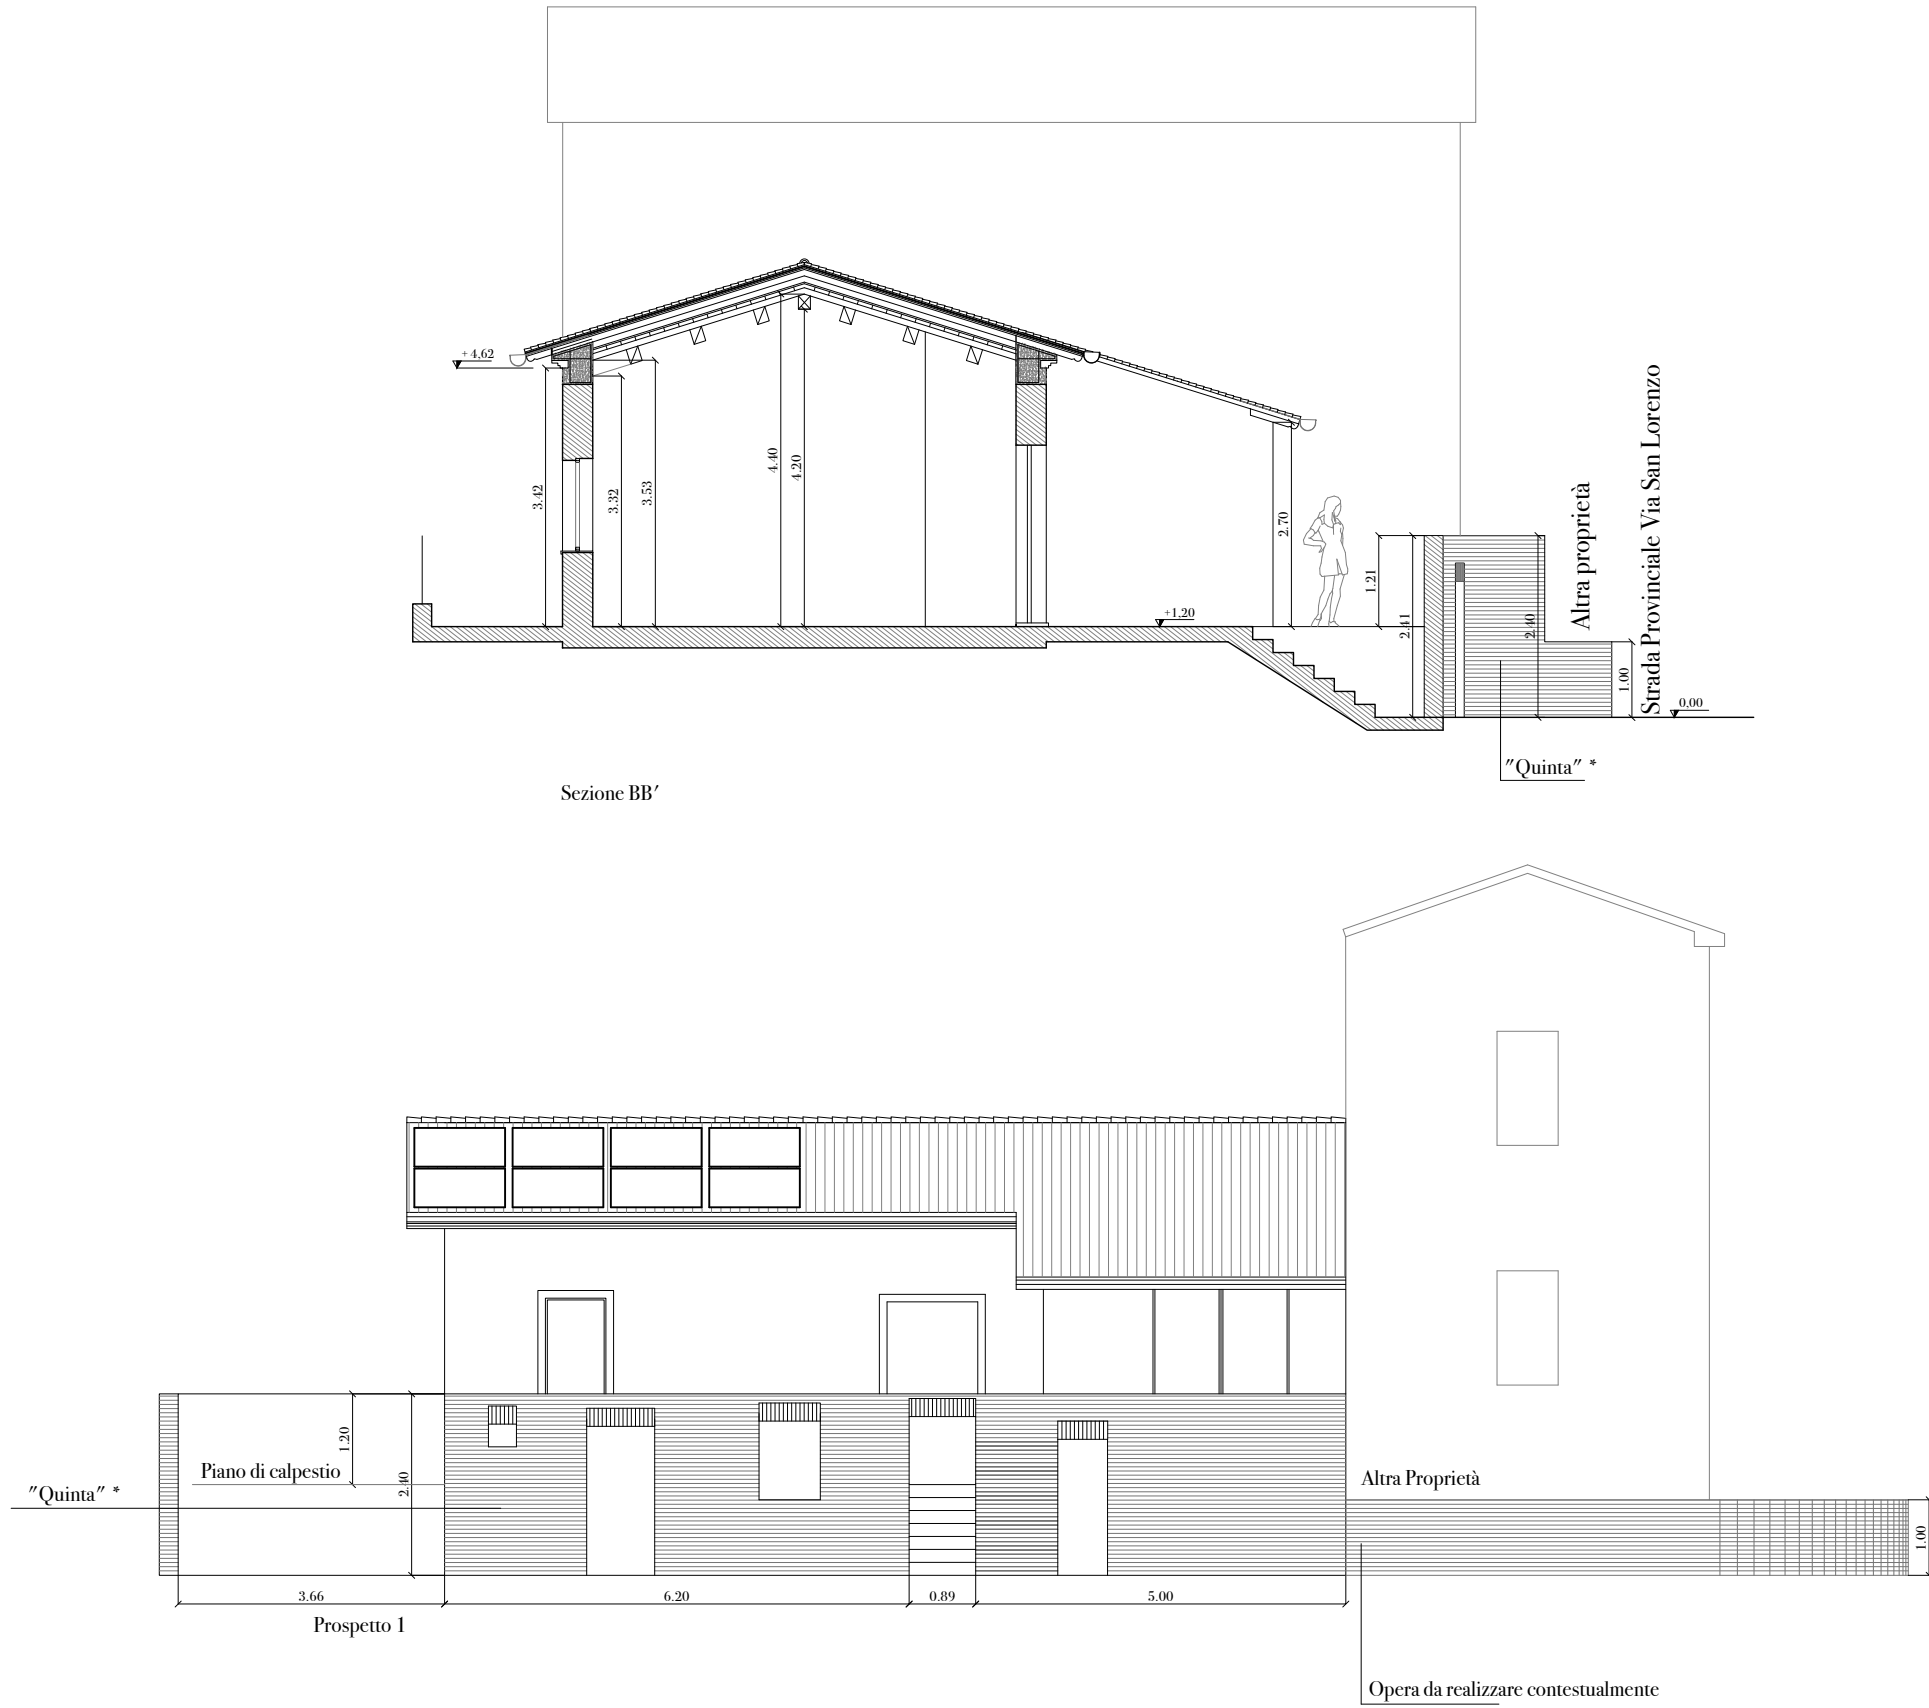 +4,62
3.42
3.32
3.53
4.40
4.20
2.70
1.21
2.41
2.40
1.00
+1,20
0,00
Altra proprietà
Strada Provinciale Via San Lorenzo
"Quinta" *
Sezione BB'
1.20
2.40
Piano di calpestio
"Quinta" *
Altra Proprietà
1.00
3.66
6.20
0.89
5.00
Prospetto 1
Opera da realizzare contestualmente